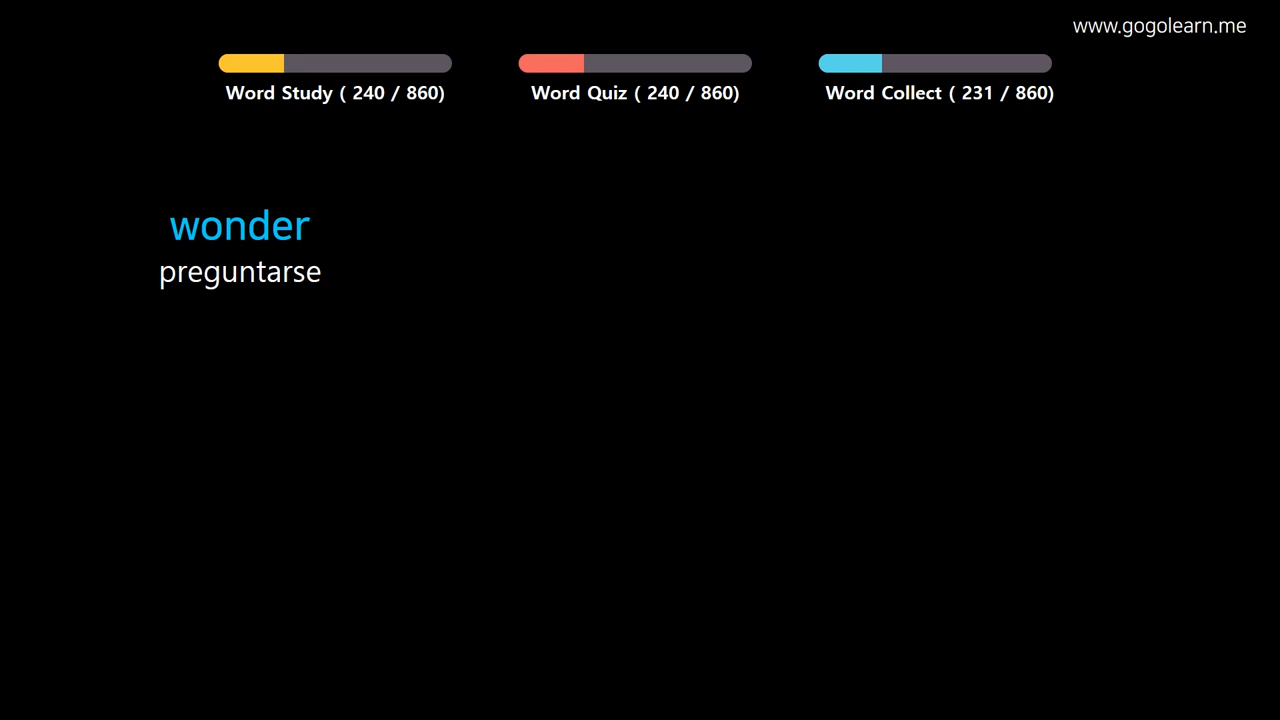 www.gogolearn.me
Word Study ( 240 / 860)
Word Quiz ( 240 / 860)
Word Collect ( 231 / 860)
wonder
preguntarse